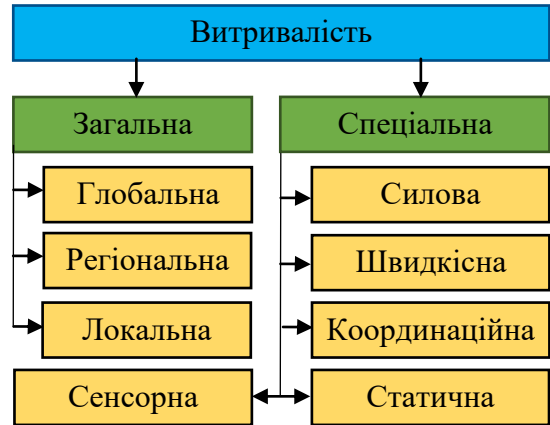 Витривалість
Загальна
Спеціальна
Глобальна
Силова
Регіональна
Швидкісна
Локальна
Координаційна
Сенсорна
Статична